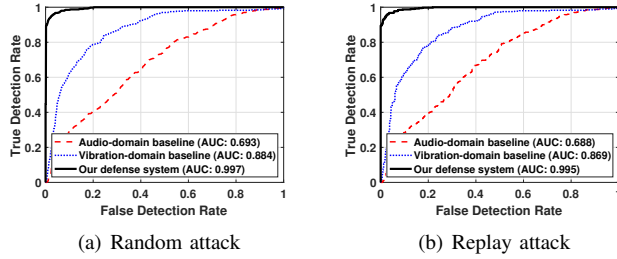 True Detection Rate
1
0.8
0.6
0.4
0.2
0
Audio-domain baseline (AUC: 0.693)
Vibration-domain baseline (AUC: 0.884)
Our defense system (AUC: 0.997)
0 0.2 0.4 0.6 0.8 1
False Detection Rate
(a) Random attack
True Detection Rate
1
0.8
0.6
0.4
0.2
0
Audio-domain baseline (AUC: 0.688)
Vibration-domain baseline (AUC: 0.869)
Our defense system (AUC: 0.995)
0 0.2 0.4 0.6 0.8 1
False Detection Rate
(b) Replay attack